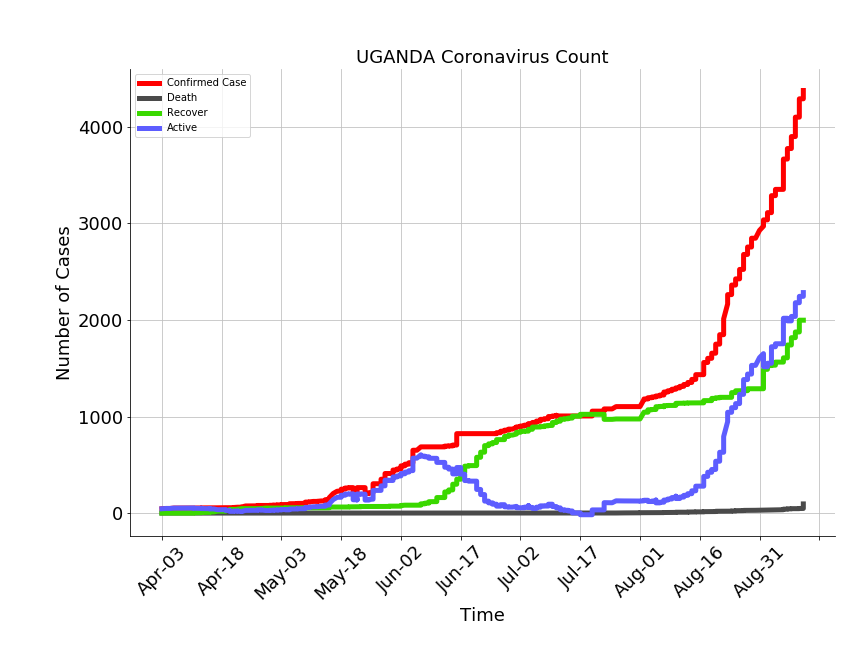 UGANDA Coronavirus Count
Confirmed Case
Death
Recover
Active
4000
3000
2000
1000
0
Number of Cases
Apr-03
Apr-18
May-03
May-18
Jun-02
Jun-17
Jul-02
Jul-17
Aug-01
Aug-16
Aug-31
Time